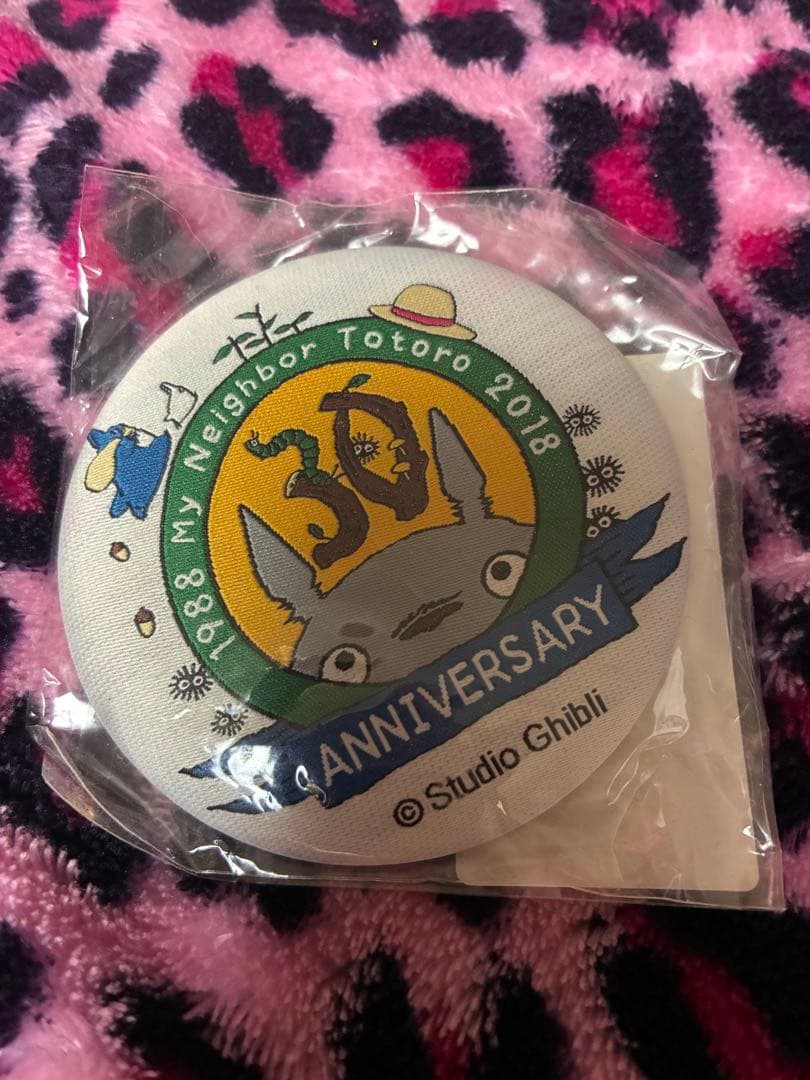 1988 My Neighbor Totoro 2018
30
ANNIVERSARY
© Studio Ghibli